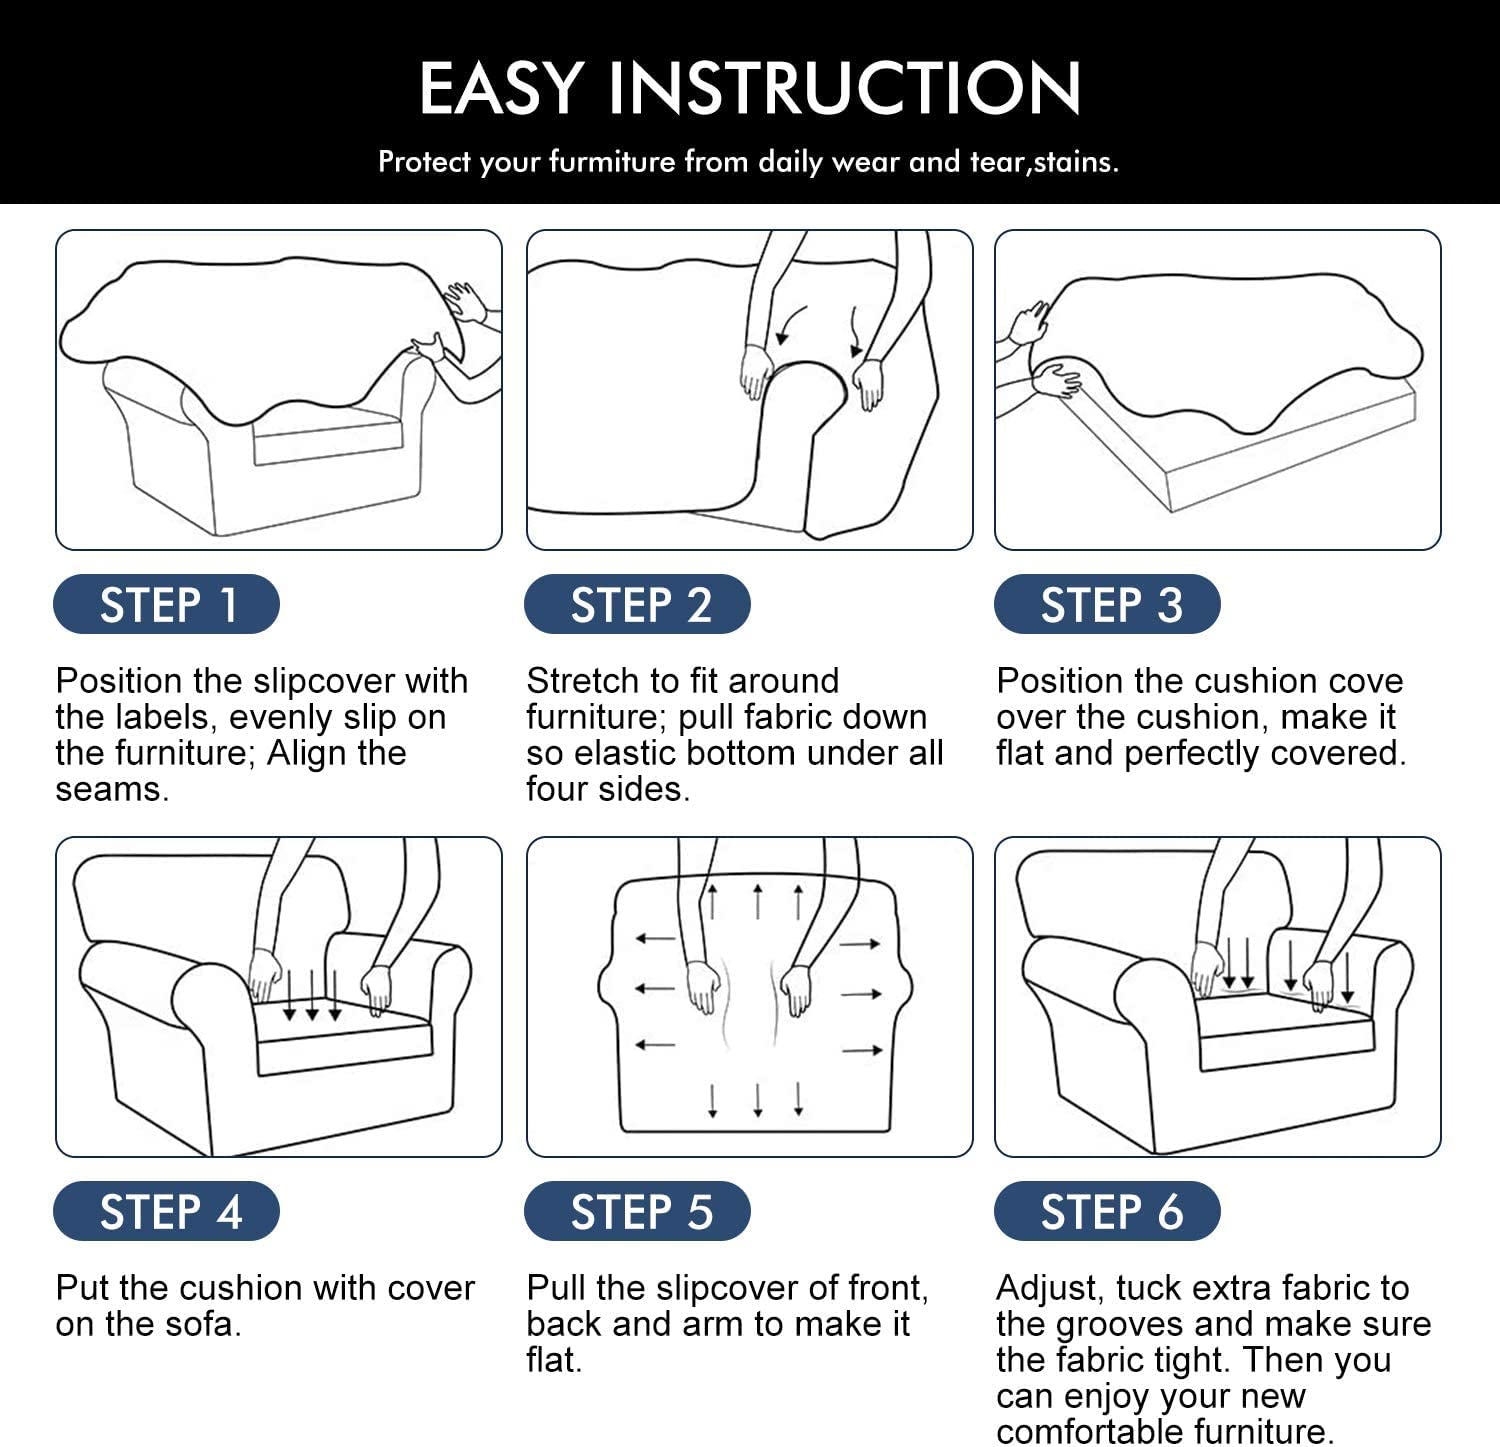 EASY INSTRUCTION
Protect your furmiture from daily wear and tear,stains.
STEP 1
Position the slipcover with
the labels, evenly slip on
the furniture; Align the
seams.
STEP 2
Stretch to fit around
furniture; pull fabric down
so elastic bottom under all
four sides.
STEP 3
Position the cushion cove
over the cushion, make it
flat and perfectly covered.
STEP 4
Put the cushion with cover
on the sofa.
STEP 5
Pull the slipcover of front,
back and arm to make it
flat.
STEP 6
Adjust, tuck extra fabric to
the grooves and make sure
the fabric tight. Then you
can enjoy your new
comfortable furniture.